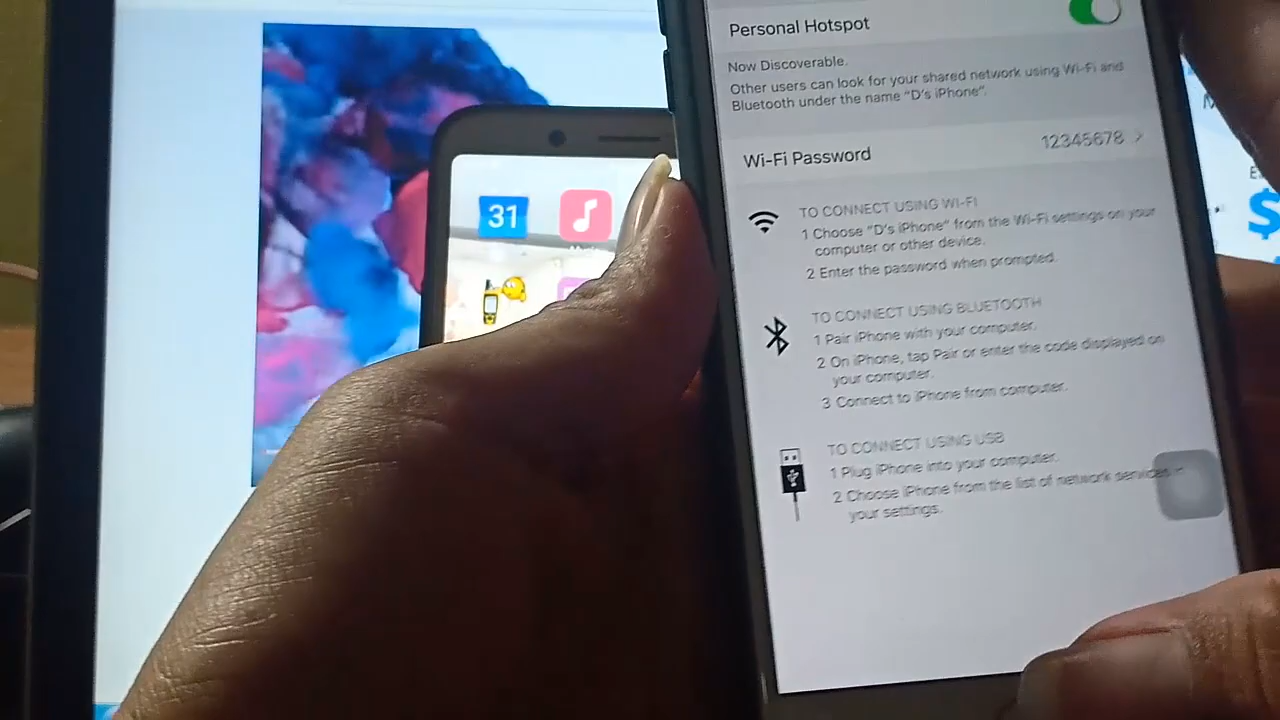 Personal Hotspot
Now Discoverable.
Other users can look for your shared network using Wi-Fi and
Bluetooth under the name “D's iPhone”.
Wi-Fi Password
12345678
TO CONNECT USING WI-FI
1 Choose “D's iPhone” from the Wi-Fi settings on your
computer or other device.
2 Enter the password when prompted.
TO CONNECT USING BLUETOOTH
1 Pair iPhone with your computer.
2 On iPhone, tap Pair or enter the code displayed on
your computer.
3 Connect to iPhone from computer.
TO CONNECT USING USB
1 Plug iPhone into your computer.
2 Choose iPhone from the list of network services
your settings.
31
$